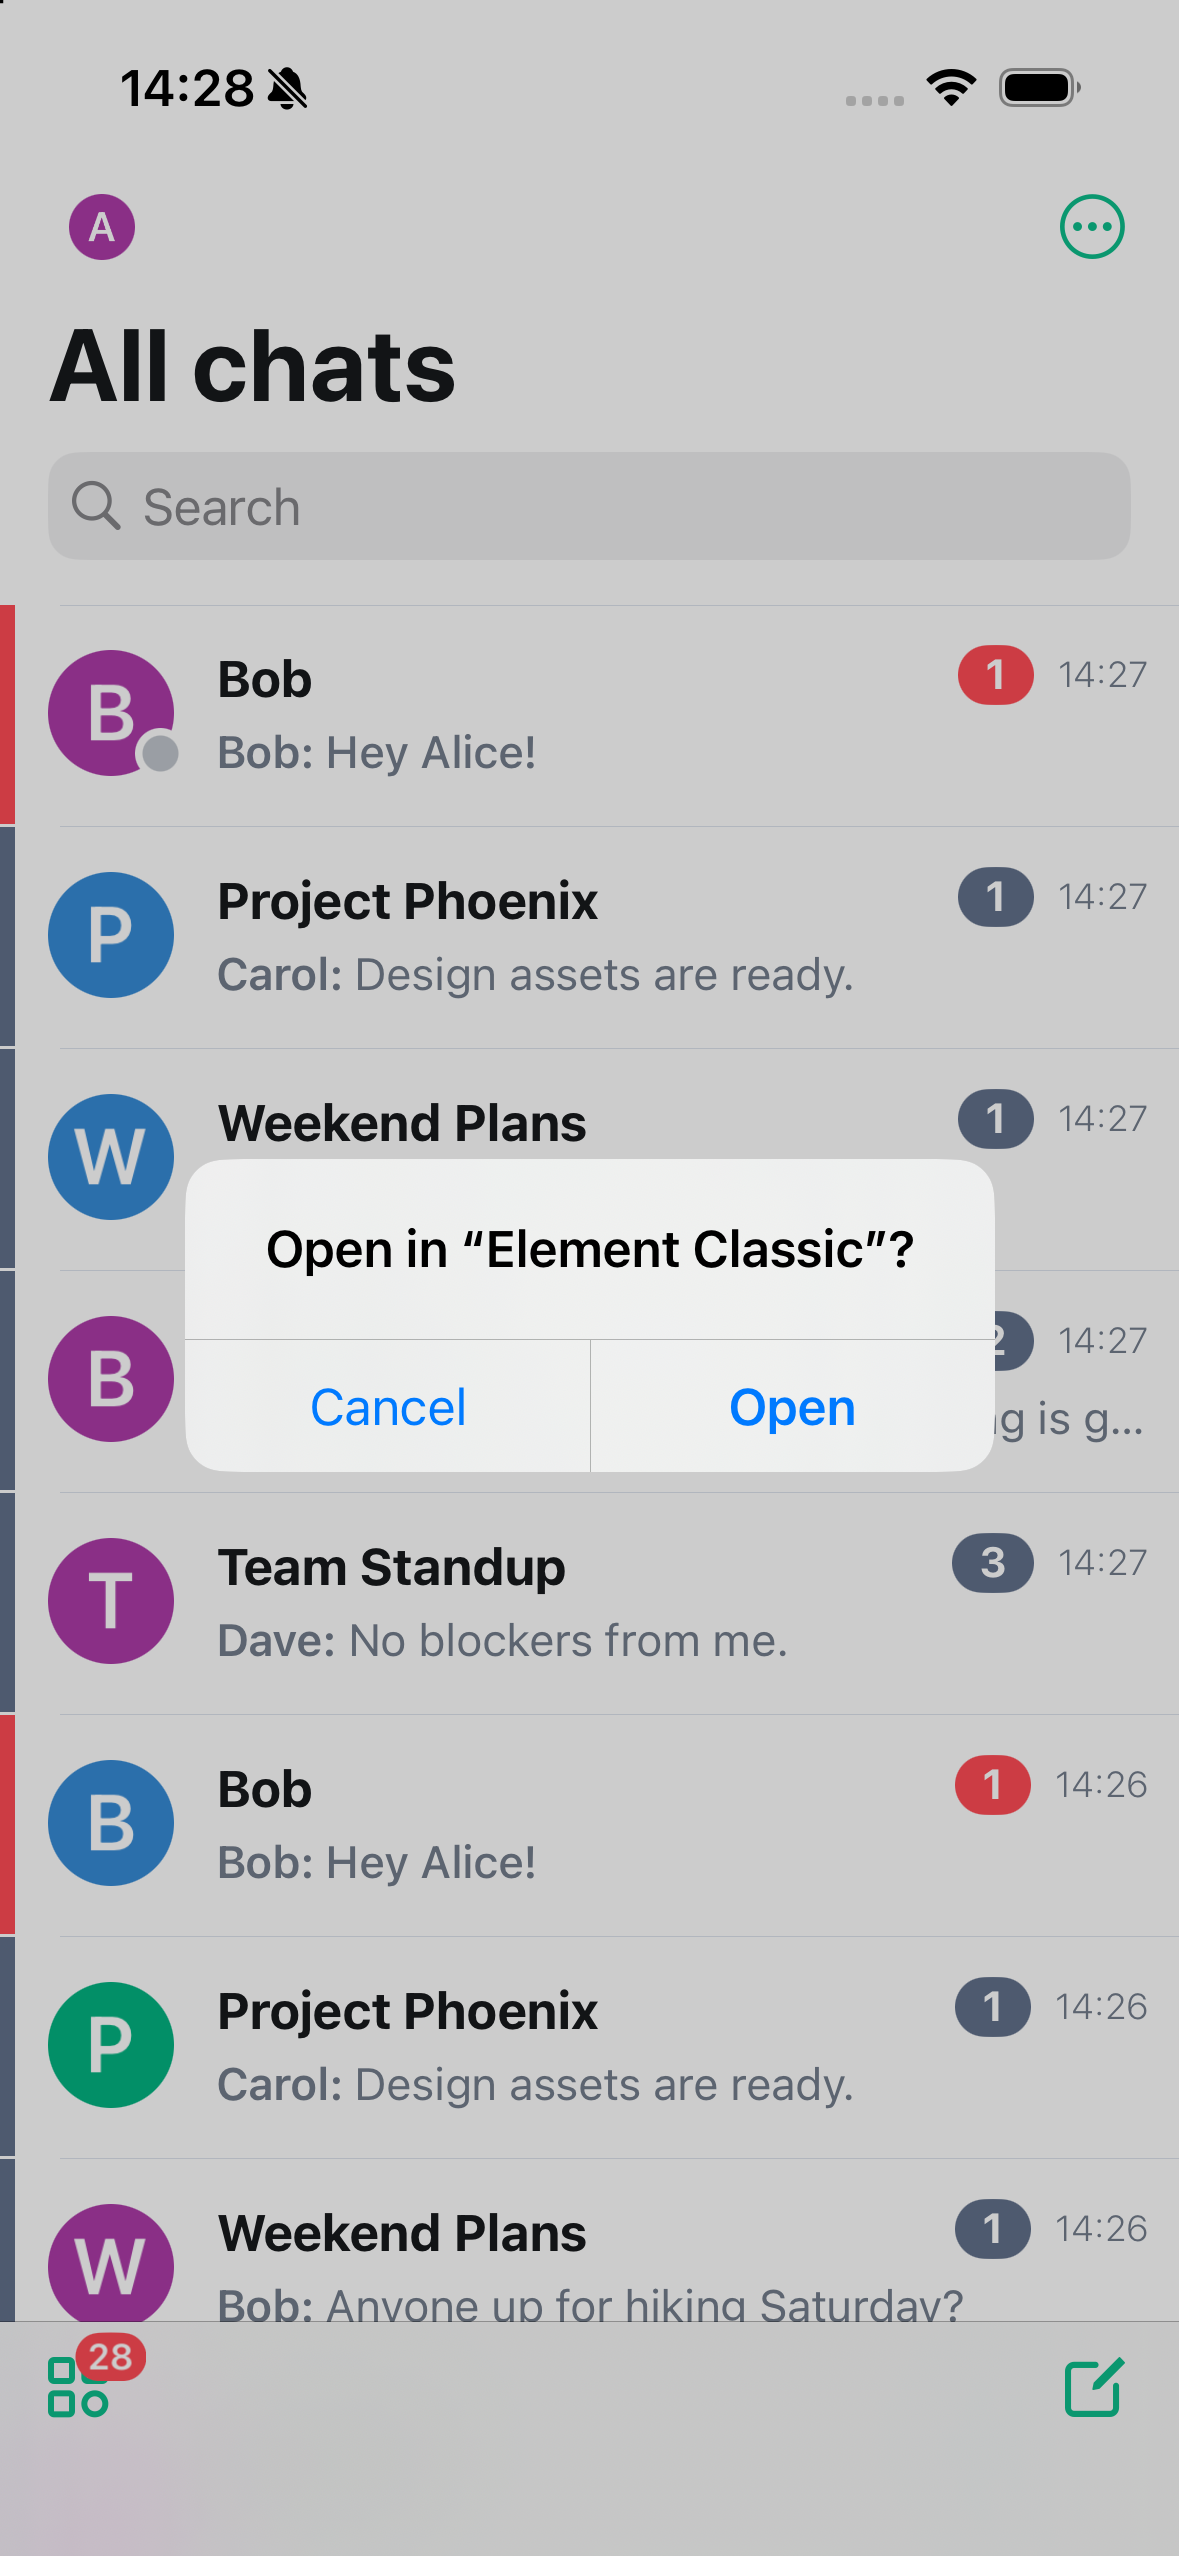 14:28
A
All chats
Search
Bob 1 14:27
B
Bob: Hey Alice!
Project Phoenix 1 14:27
P
Carol: Design assets are ready.
Weekend Plans 1 14:27
W
Open in “Element Classic”?
2 14:27
B
Cancel Open
g is g...
Team Standup 3 14:27
T
Dave: No blockers from me.
Bob 1 14:26
B
Bob: Hey Alice!
Project Phoenix 1 14:26
P
Carol: Design assets are ready.
Weekend Plans 1 14:26
W
Bob: Anyone up for hiking Saturday?
28